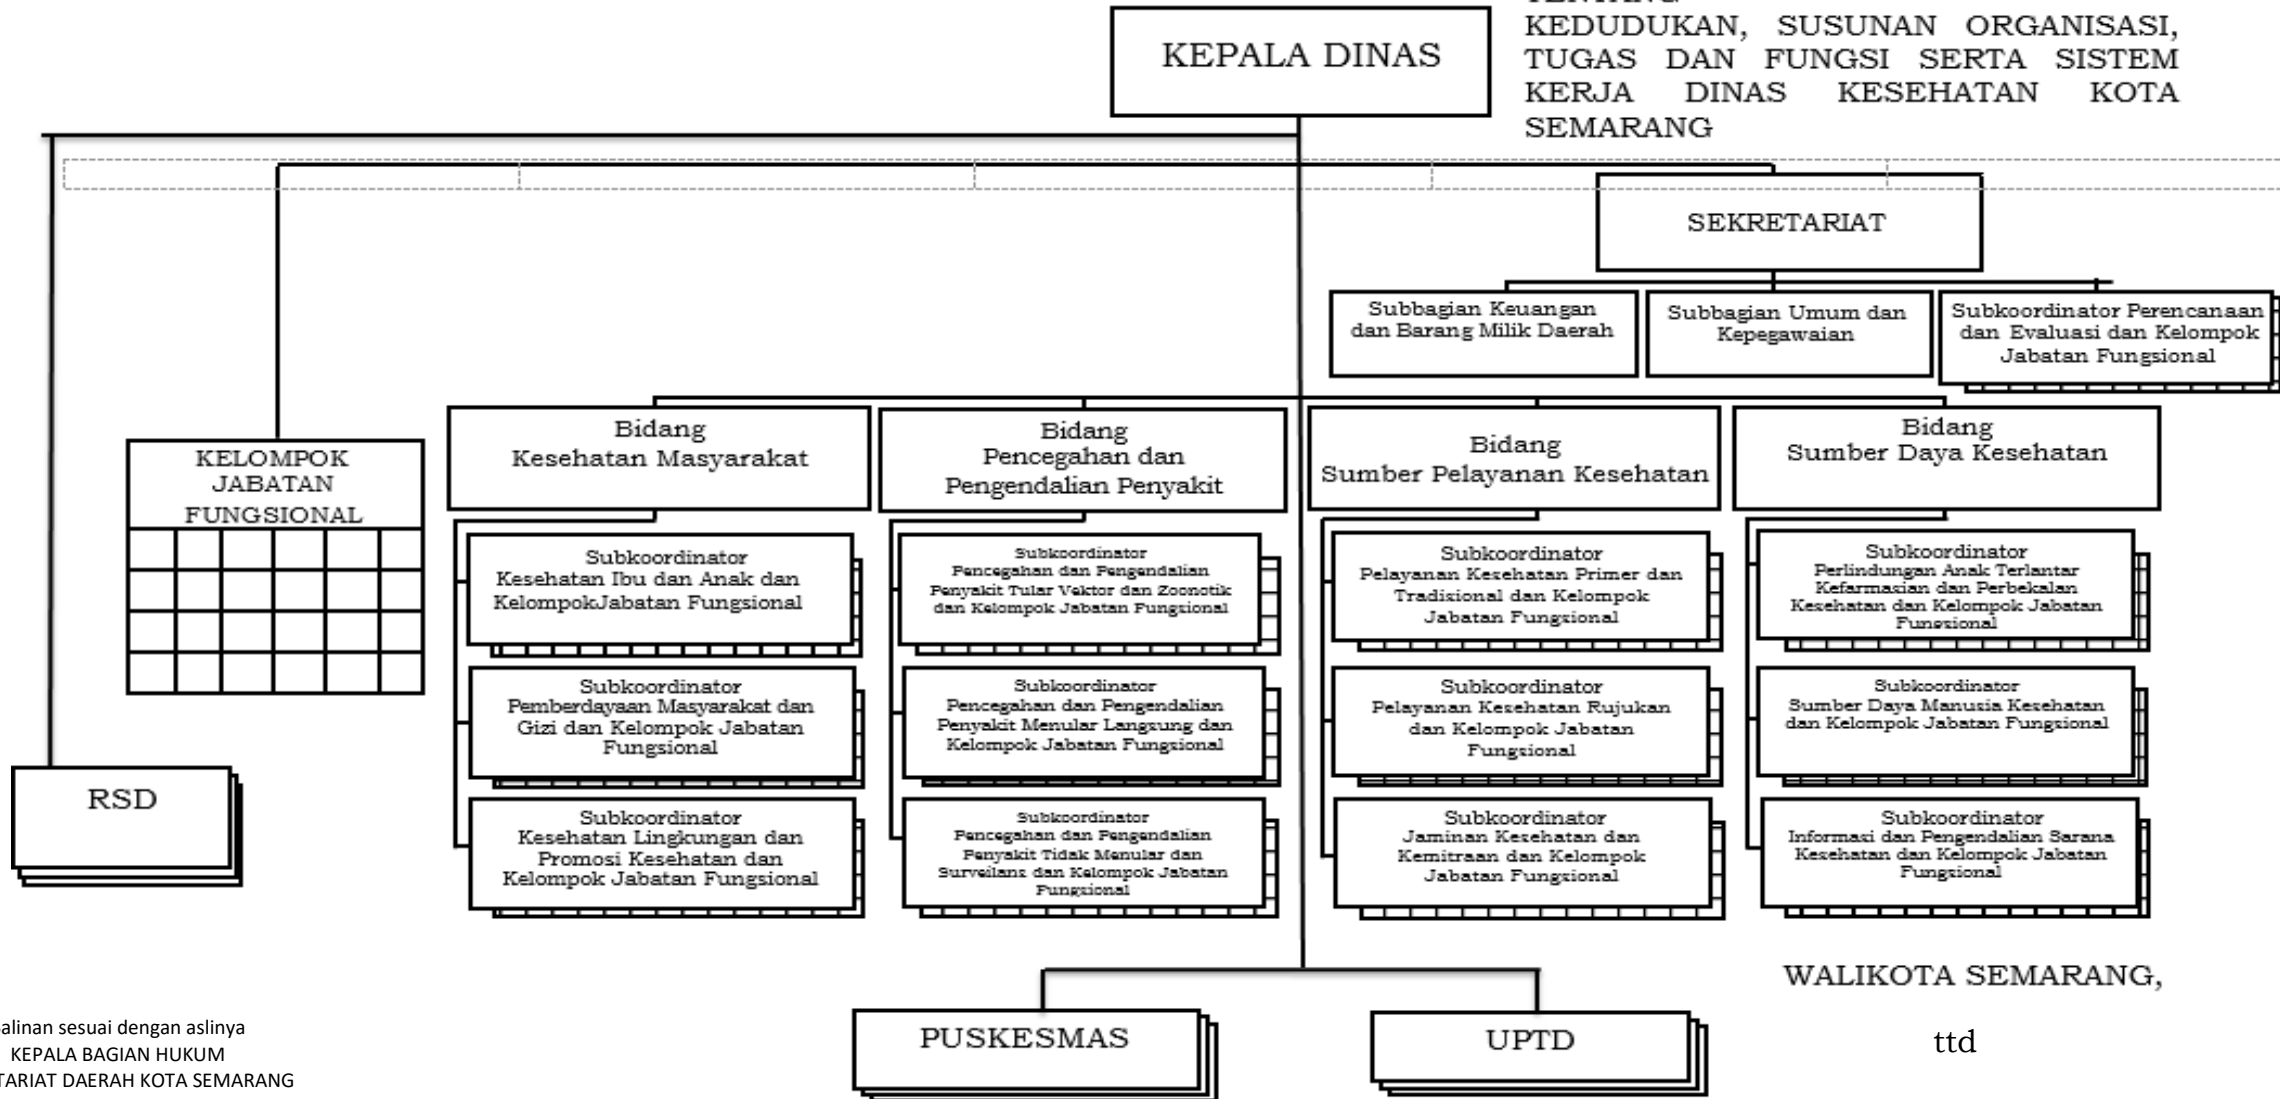 TENTANG
KEDUDUKAN, SUSUNAN ORGANISASI,
TUGAS DAN FUNGSI SERTA SISTEM
KERJA DINAS KESEHATAN KOTA
SEMARANG
KEPALA DINAS
SEKRETARIAT
Subbagian Keuangan
dan Barang Milik Daerah
Subbagian Umum dan
Kepegawaian
Subkoordinator Perencanaan
dan Evaluasi dan Kelompok
Jabatan Fungsional
KELOMPOK
JABATAN
FUNGSIONAL
Bidang
Kesehatan Masyarakat
Bidang
Pencegahan dan
Pengendalian Penyakit
Bidang
Sumber Pelayanan Kesehatan
Bidang
Sumber Daya Kesehatan
Subkoordinator
Kesehatan Ibu dan Anak dan
KelompokJabatan Fungsional
Subkoordinator
Pencegahan dan Pengendalian
Penyakit Tular Vektor dan Zoonotik
dan Kelompok Jabatan Fungsional
Subkoordinator
Pelayanan Kesehatan Primer dan
Tradisional dan Kelompok
Jabatan Fungsional
Subkoordinator
Perlindungan Anak Terlantar
Kefarmasian dan Perbekalan
Kesehatan dan Kelompok Jabatan
Fungsional
Subkoordinator
Pemberdayaan Masyarakat dan
Gizi dan Kelompok Jabatan
Fungsional
Subkoordinator
Pencegahan dan Pengendalian
Penyakit Menular Langsung dan
Kelompok Jabatan Fungsional
Subkoordinator
Pelayanan Kesehatan Rujukan
dan Kelompok Jabatan
Fungsional
Subkoordinator
Sumber Daya Manusia Kesehatan
dan Kelompok Jabatan Fungsional
RSD
Subkoordinator
Kesehatan Lingkungan dan
Promosi Kesehatan dan
Kelompok Jabatan Fungsional
Subkoordinator
Pencegahan dan Pengendalian
Penyakit Tidak Menular dan
Surveilans dan Kelompok Jabatan
Fungsional
Subkoordinator
Jaminan Kesehatan dan
Kemitraan dan Kelompok
Jabatan Fungsional
Subkoordinator
Informasi dan Pengendalian Sarana
Kesehatan dan Kelompok Jabatan
Fungsional
PUSKESMAS
UPTD
WALIKOTA SEMARANG,
ttd
alinan sesuai dengan aslinya
KEPALA BAGIAN HUKUM
TARIAT DAERAH KOTA SEMARANG